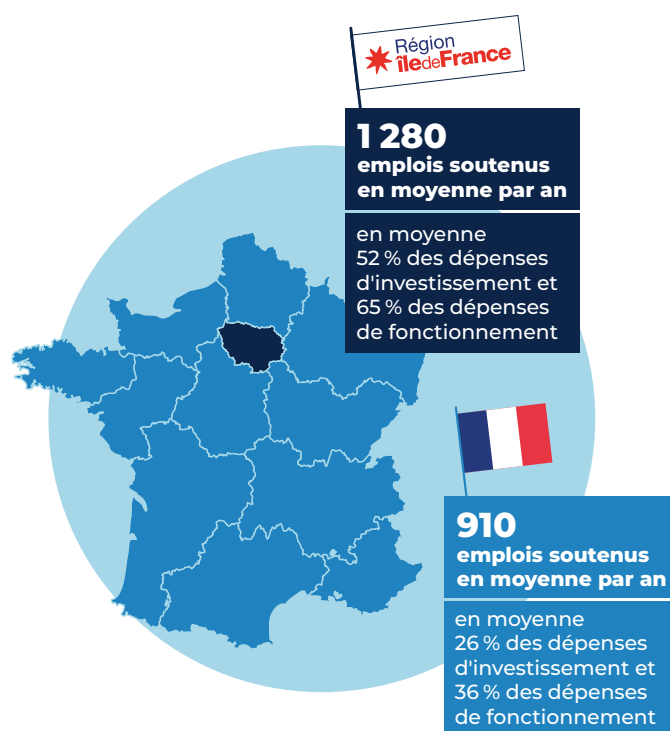 Région
îledeFrance
1 280
emplois soutenus
en moyenne par an
en moyenne
52 % des dépenses
d'investissement et
65 % des dépenses
de fonctionnement
910
emplois soutenus
en moyenne par an
en moyenne
26 % des dépenses
d'investissement et
36 % des dépenses
de fonctionnement